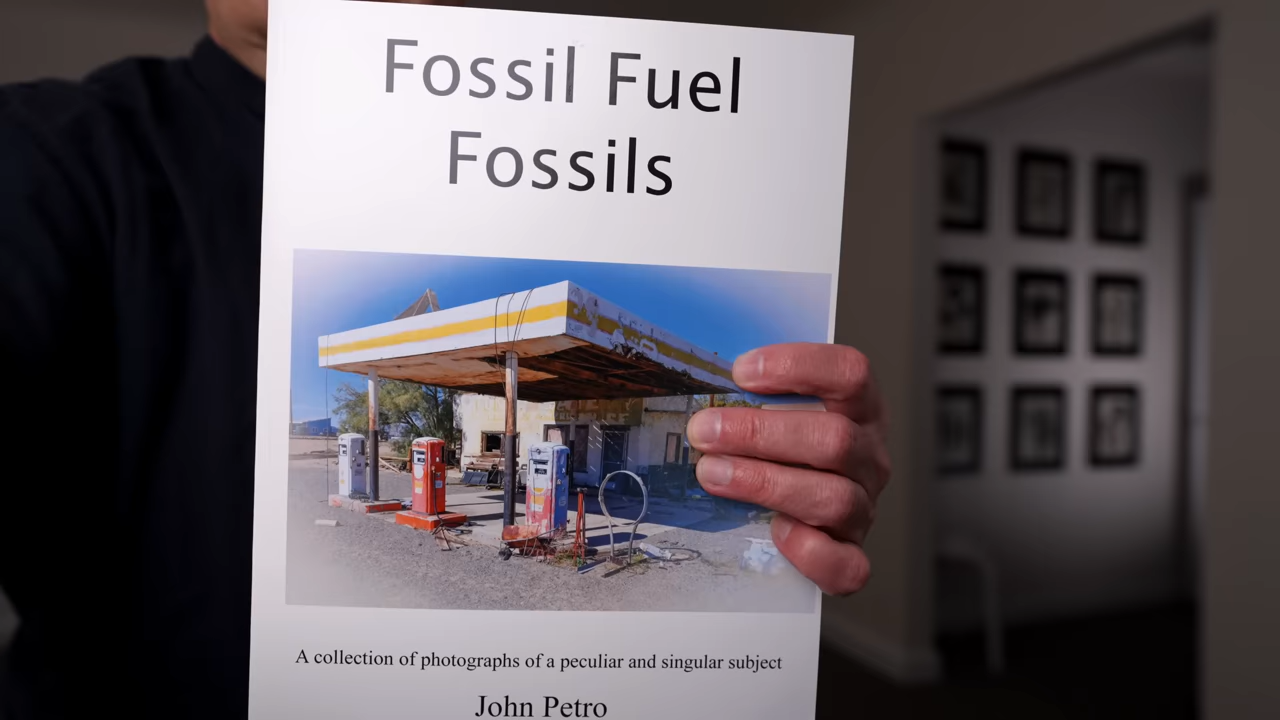 Fossil Fuel
Fossils
A collection of photographs of a peculiar and singular subject
John Petro